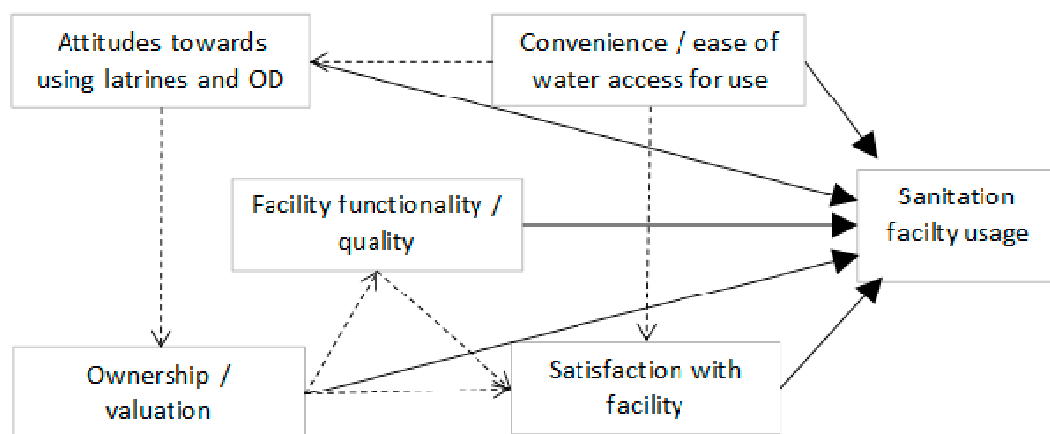 Attitudes towards
using latrines and OD
Convenience / ease of
water access for use
Facility functionality /
quality
Sanitation
facilty usage
Ownership /
valuation
Satisfaction with
facility